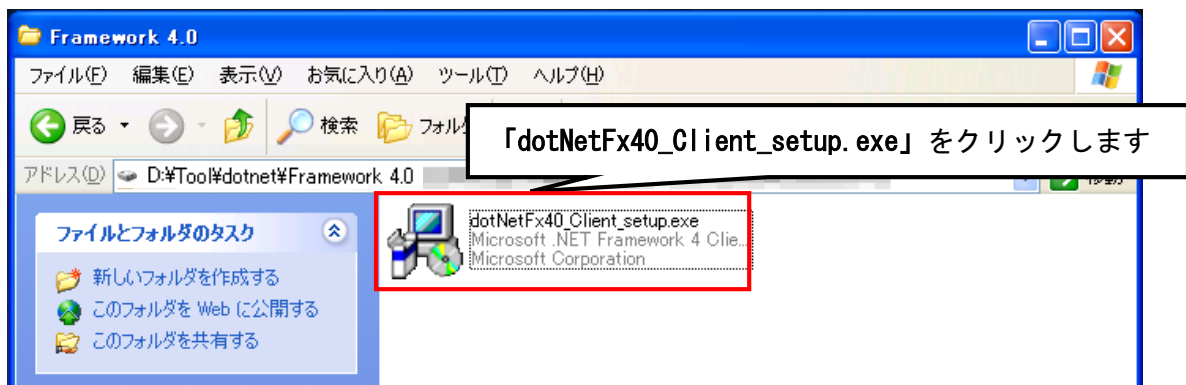 Framework 4.0
ファイル(F) 編集(E) 表示(V) お気に入り(A) ツール(T) ヘルプ(H)
戻る 検索 フォル
「dotNetFx40_Client_setup.exe」をクリックします
アドレス(D) D:¥Tool¥dotnet¥Framework 4.0 移動
ファイルとフォルダのタスク
新しいフォルダを作成する
このフォルダを Web に公開する
このフォルダを共有する
dotNetFx40_Client_setup.exe
Microsoft .NET Framework 4 Clie...
Microsoft Corporation